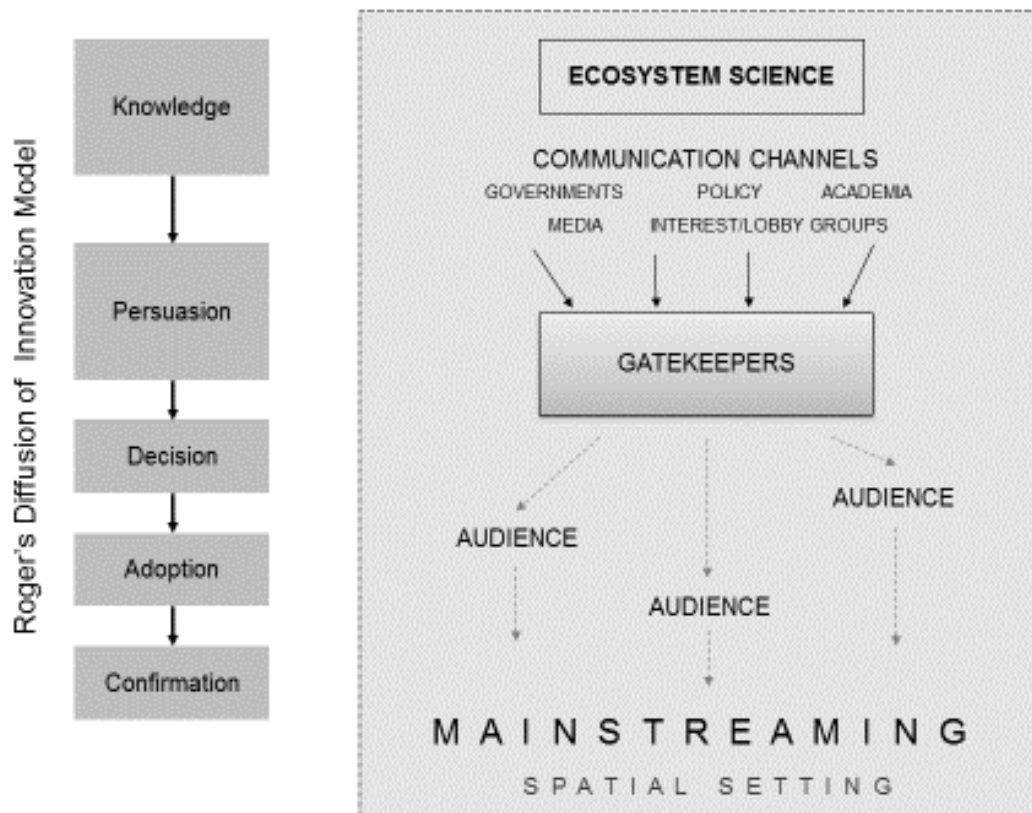 Roger's Diffusion of Innovation Model
Knowledge
Persuasion
Decision
Adoption
Confirmation
ECOSYSTEM SCIENCE
COMMUNICATION CHANNELS
GOVERNMENTS POLICY ACADEMIA
MEDIA INTEREST/LOBBY GROUPS
GATEKEEPERS
AUDIENCE
AUDIENCE
AUDIENCE
MAINSTREAMING
SPATIAL SETTING